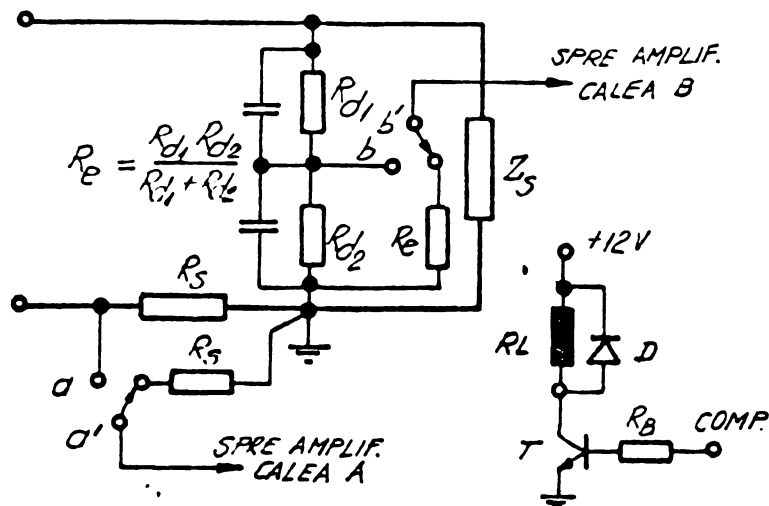 SPRE AMPLIF.
CALEA B
Rd1
b'
b
Re = Rd1 Rd2 / Rd1 + Rd2
Zs
Rd2
Re
+12V
Rs
RL
D
Rs
a
a'
RB
COMP.
T
SPRE AMPLIF.
CALEA A